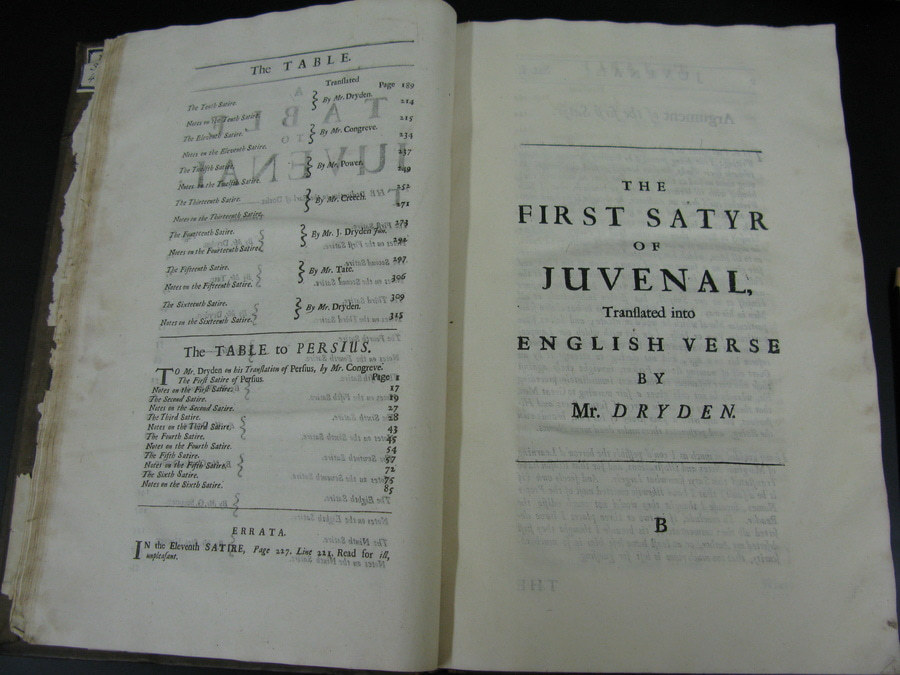 The TABLE.
Translated
The Tenth Satire. } By Mr. Dryden. Page 189
Notes on the Tenth Satire. 214
The Eleventh Satire. } By Mr. Congreve. 215
Notes on the Eleventh Satire. 234
The Twelfth Satire. } By Mr. Power. 237
Notes on the Twelfth Satire. 249
The Thirteenth Satire. } By Mr. Creech. 252
Notes on the Thirteenth Satire. 271
The Fourteenth Satire. } By Mr. J. Dryden Jun. 273
Notes on the Fourteenth Satire. 294
The Fifteenth Satire. } By Mr. Tate. 297
Notes on the Fifteenth Satire. 306
The Sixteenth Satire. } By Mr. Dryden. 309
Notes on the Sixteenth Satire. 315
The TABLE to PERSIUS.
TO Mr. Dryden on his Translation of Persius, by Mr. Congreve.
The First Satire of Persius. Page 1
Notes on the First Satire. 17
The Second Satire. 19
Notes on the Second Satire. 27
The Third Satire. 28
Notes on the Third Satire. 43
The Fourth Satire. 45
Notes on the Fourth Satire. 54
The Fifth Satire. 57
Notes on the Fifth Satire. 72
The Sixth Satire. 75
Notes on the Sixth Satire. 85
ERRATA.
IN the Eleventh SATIRE, Page 227. Line 221. Read for ill,
unpleasant.
THE
FIRST SATYR
OF
JUVENAL,
Tranſlated into
ENGLISH VERSE
BY
Mr. DRYDEN.
B